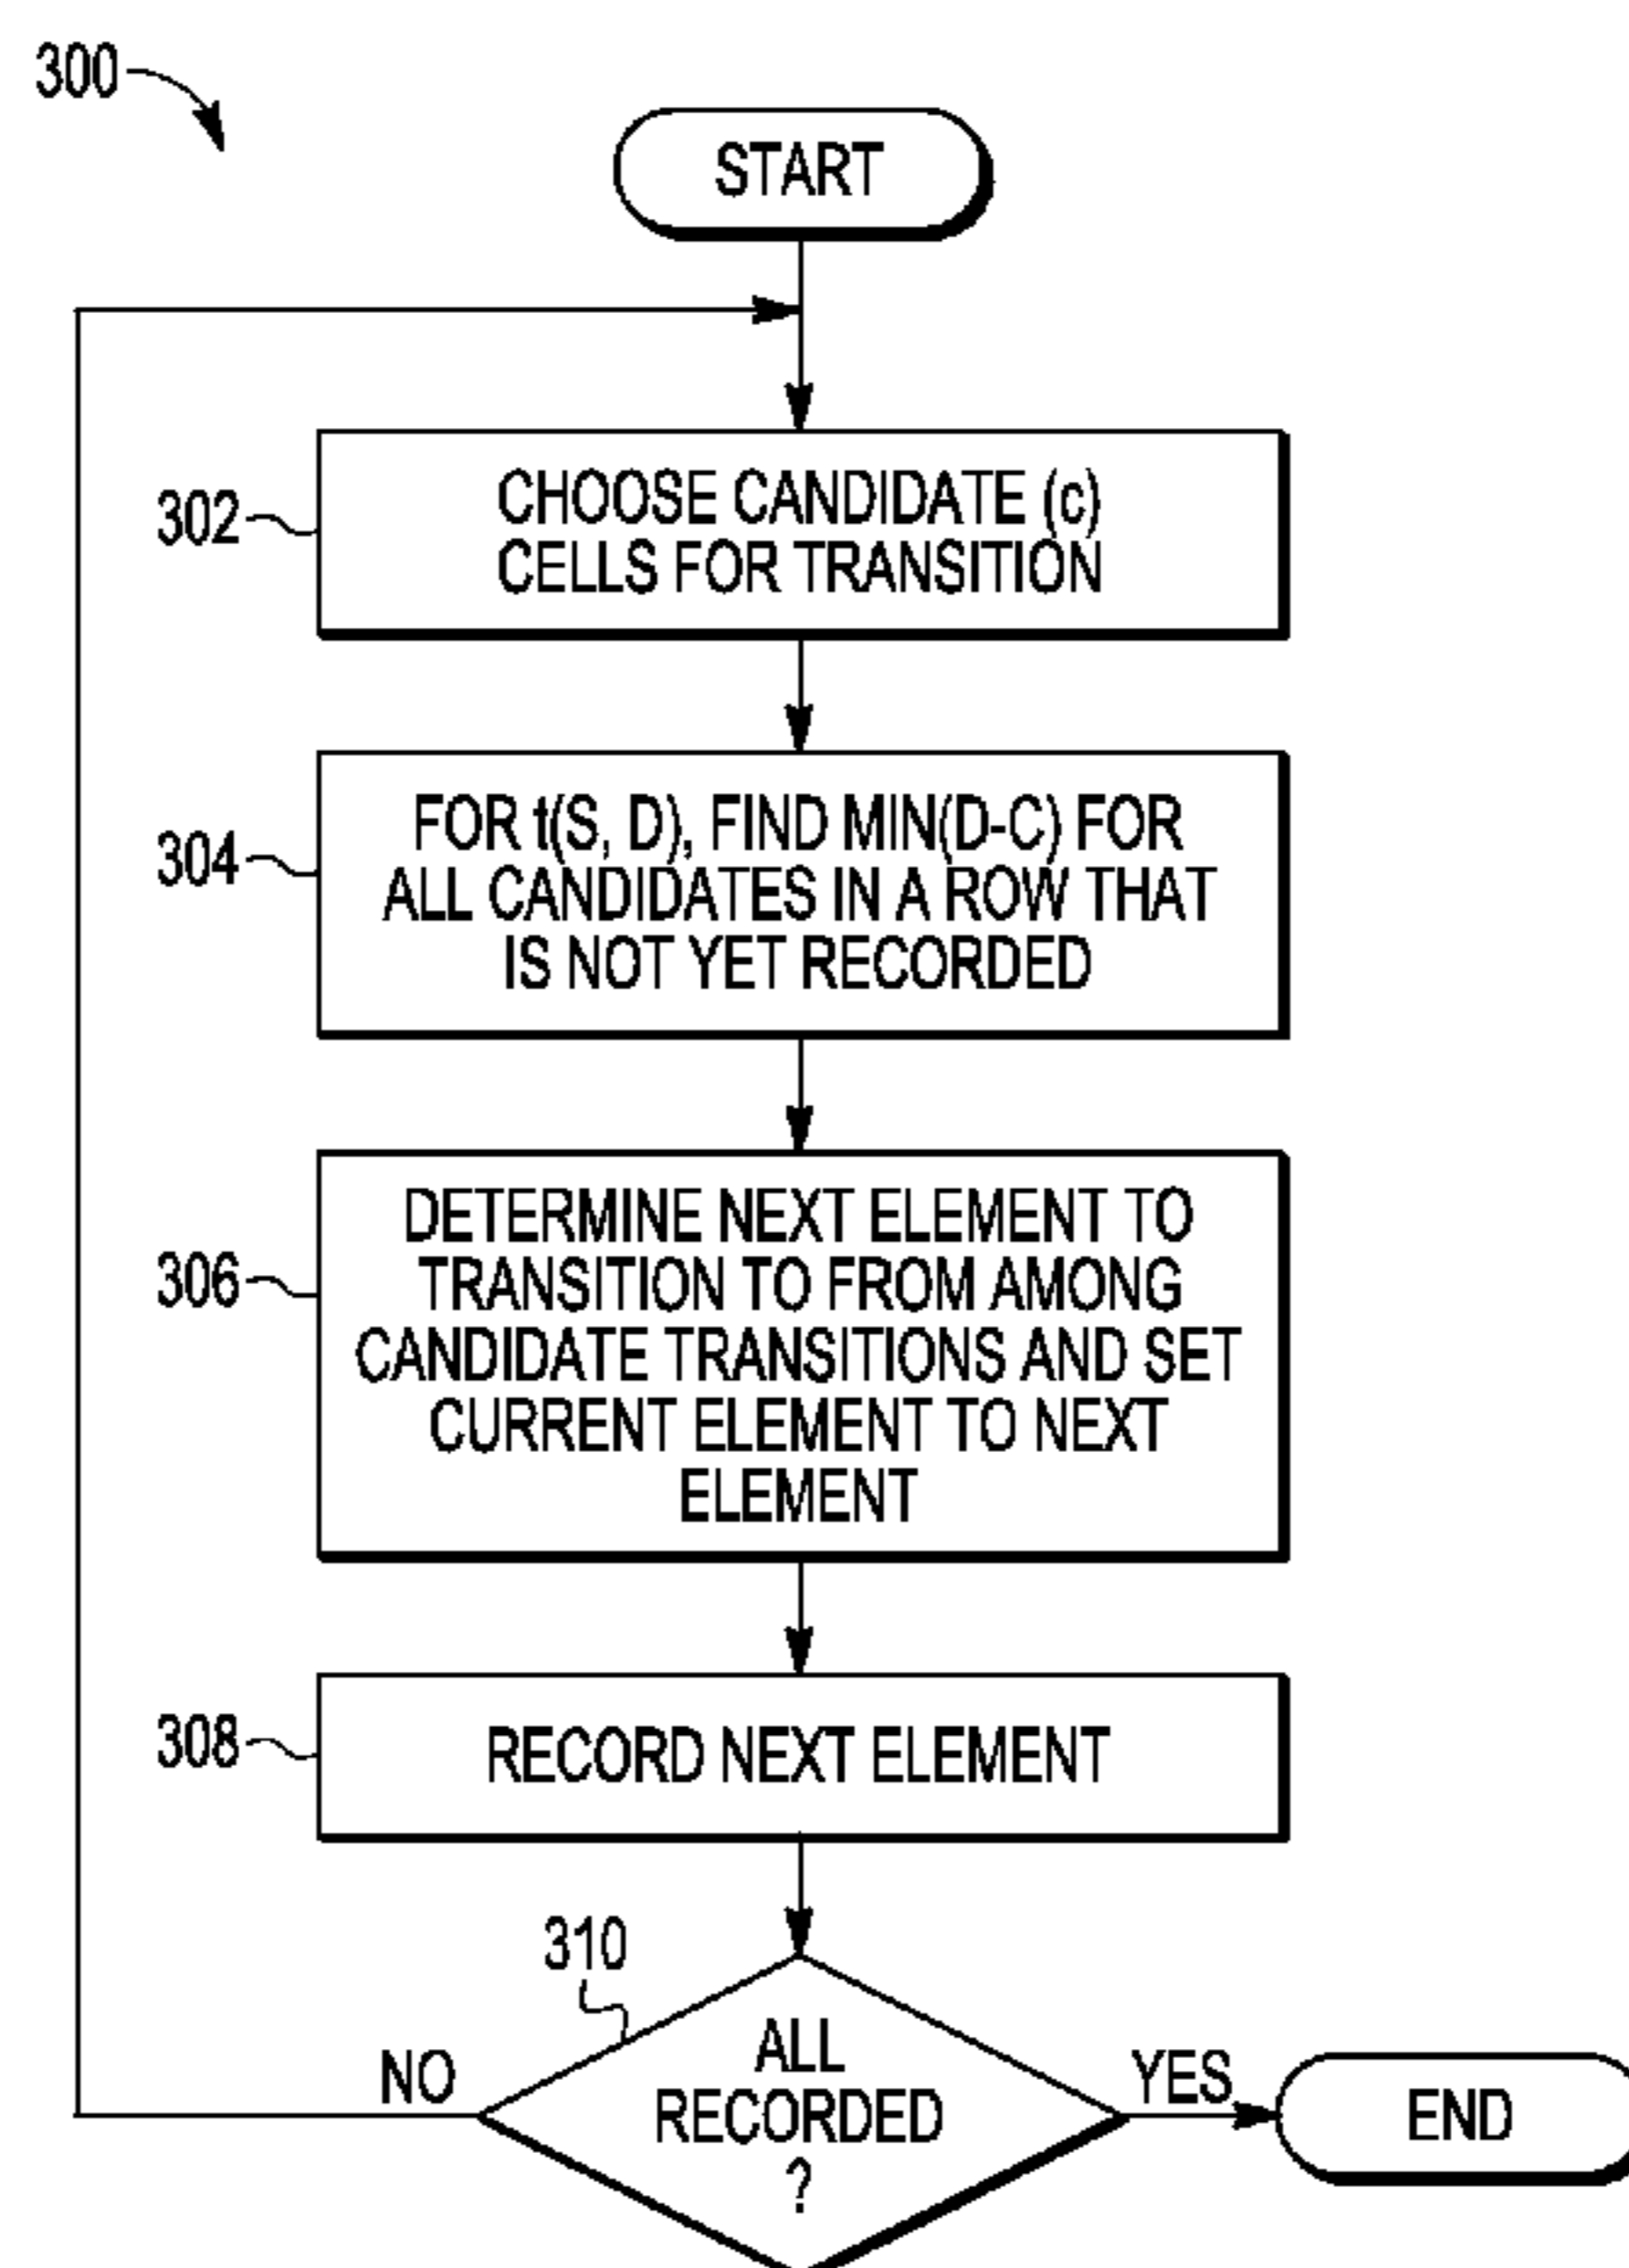 300
START
302
CHOOSE CANDIDATE (c)
CELLS FOR TRANSITION
304
FOR t(S, D), FIND MIN(D-C) FOR
ALL CANDIDATES IN A ROW THAT
IS NOT YET RECORDED
306
DETERMINE NEXT ELEMENT TO
TRANSITION TO FROM AMONG
CANDIDATE TRANSITIONS AND SET
CURRENT ELEMENT TO NEXT
ELEMENT
308
RECORD NEXT ELEMENT
310
ALL
RECORDED
?
NO
YES
END